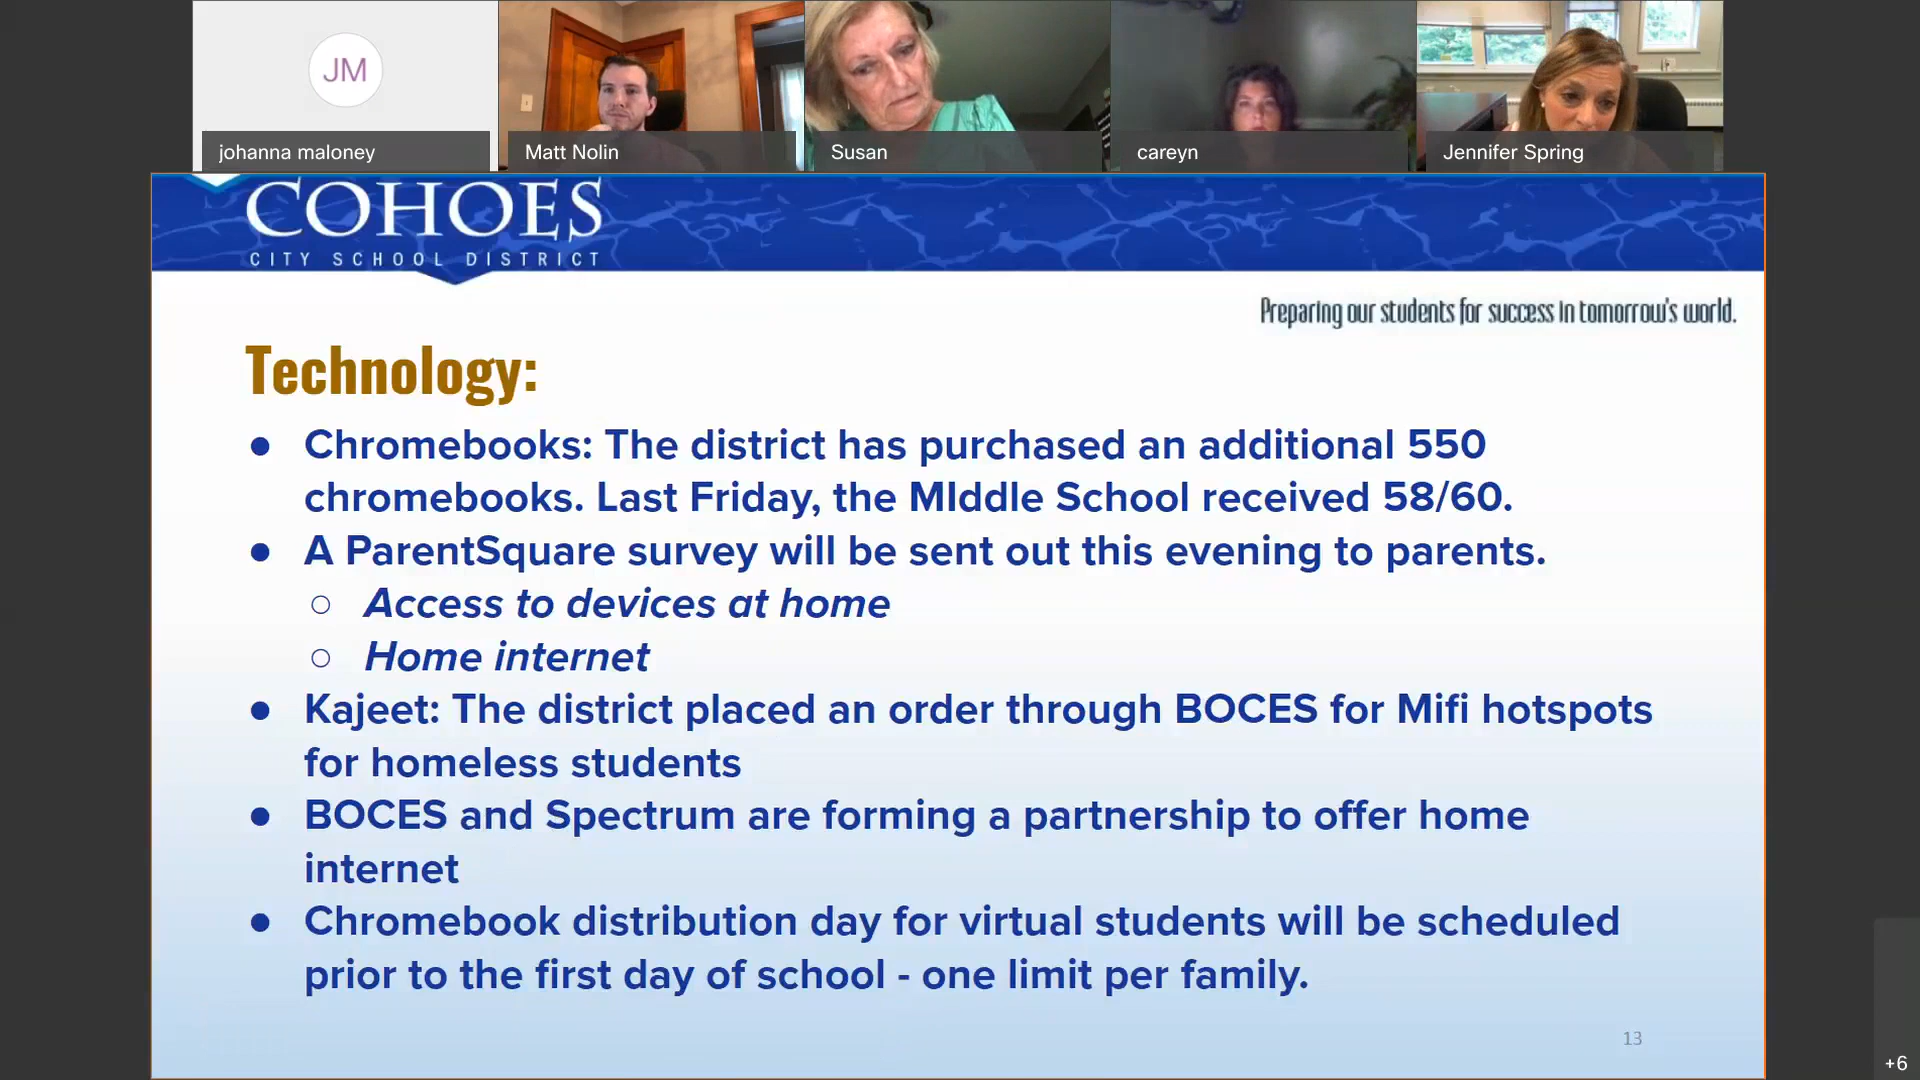 JM
johanna maloney
Matt Nolin
Susan
careyn
Jennifer Spring
COHOES
CITY SCHOOL DISTRICT
Preparing our students for success in tomorrow's world.
Technology:
● Chromebooks: The district has purchased an additional 550
chromebooks. Last Friday, the MIddle School received 58/60.
● A ParentSquare survey will be sent out this evening to parents.
○ Access to devices at home
○ Home internet
● Kajeet: The district placed an order through BOCES for Mifi hotspots
for homeless students
● BOCES and Spectrum are forming a partnership to offer home
internet
● Chromebook distribution day for virtual students will be scheduled
prior to the first day of school - one limit per family.
13
+6